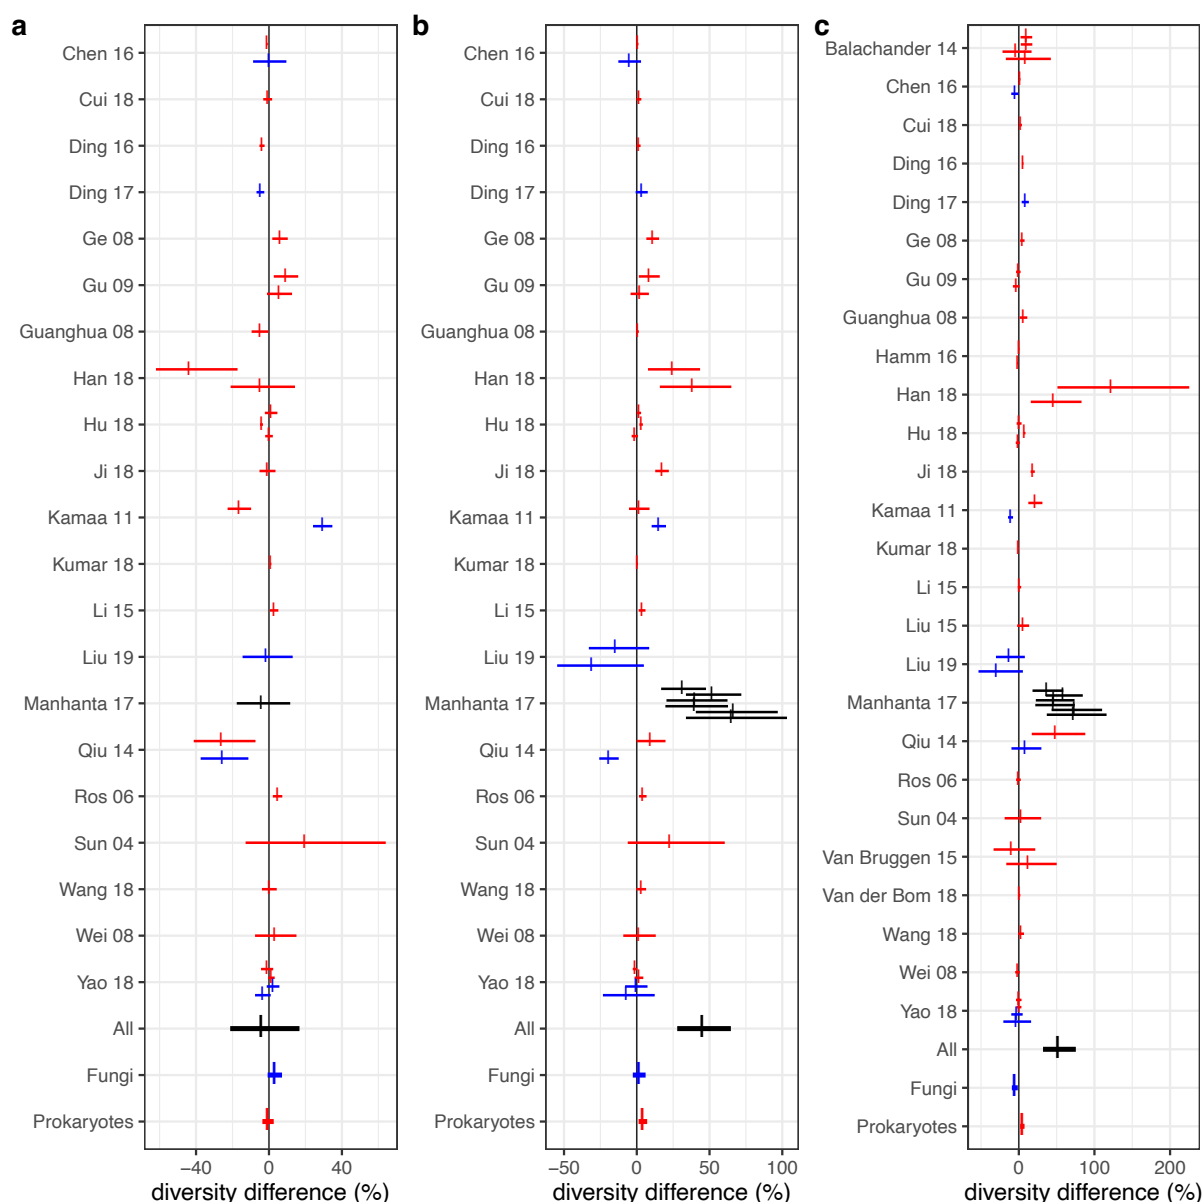 a
Chen 16
Cui 18
Ding 16
Ding 17
Ge 08
Gu 09
Guanghua 08
Han 18
Hu 18
Ji 18
Kamaa 11
Kumar 18
Li 15
Liu 19
Manhanta 17
Qiu 14
Ros 06
Sun 04
Wang 18
Wei 08
Yao 18
All
Fungi
Prokaryotes
−40 0 40
diversity difference (%)
b
Chen 16
Cui 18
Ding 16
Ding 17
Ge 08
Gu 09
Guanghua 08
Han 18
Hu 18
Ji 18
Kamaa 11
Kumar 18
Li 15
Liu 19
Manhanta 17
Qiu 14
Ros 06
Sun 04
Wang 18
Wei 08
Yao 18
All
Fungi
Prokaryotes
−50 0 50 100
diversity difference (%)
c
Balachander 14
Chen 16
Cui 18
Ding 16
Ding 17
Ge 08
Gu 09
Guanghua 08
Hamm 16
Han 18
Hu 18
Ji 18
Kamaa 11
Kumar 18
Li 15
Liu 15
Liu 19
Manhanta 17
Qiu 14
Ros 06
Sun 04
Van Bruggen 15
Van der Bom 18
Wang 18
Wei 08
Yao 18
All
Fungi
Prokaryotes
0 100 200
diversity difference (%)